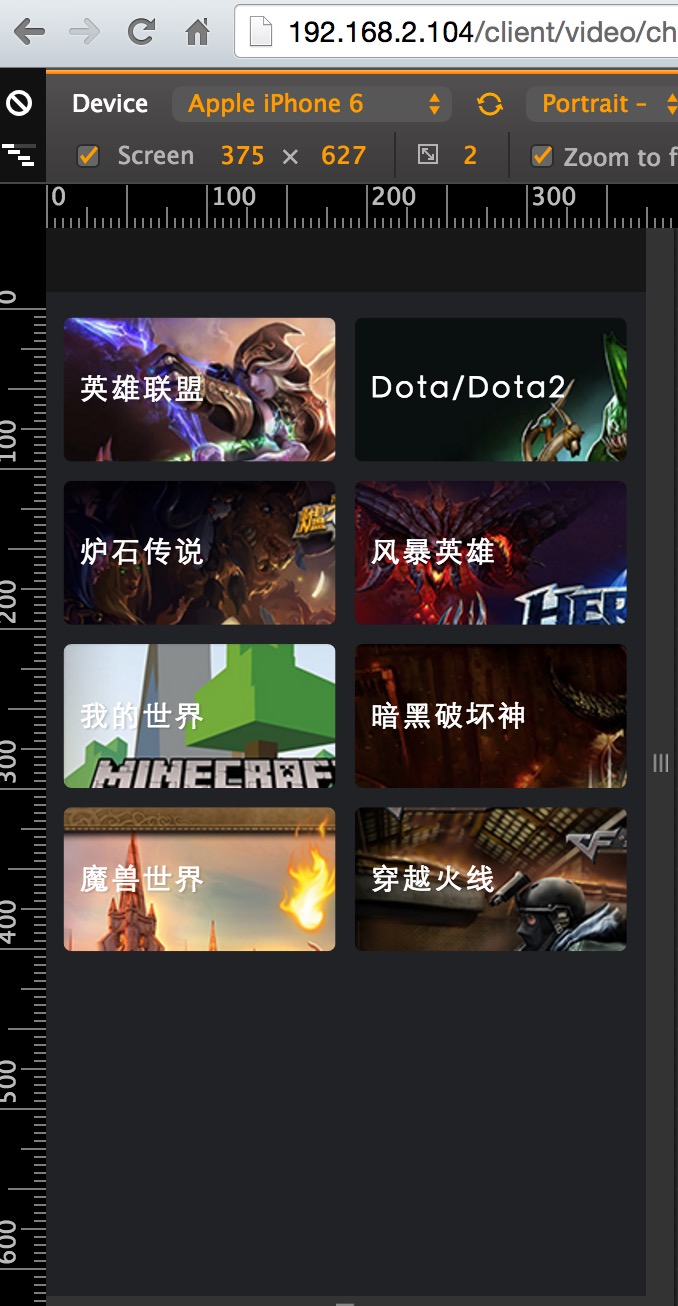 192.168.2.104/client/video/ch
Device Apple iPhone 6 Portrait –
Screen 375 × 627 2 Zoom to f
0 100 200 300
0
100
200
300
400
500
600
英雄联盟
Dota/Dota2
炉石传说
风暴英雄
HER
我的世界
MINECRAF
暗黑破坏神
魔兽世界
穿越火线
CF